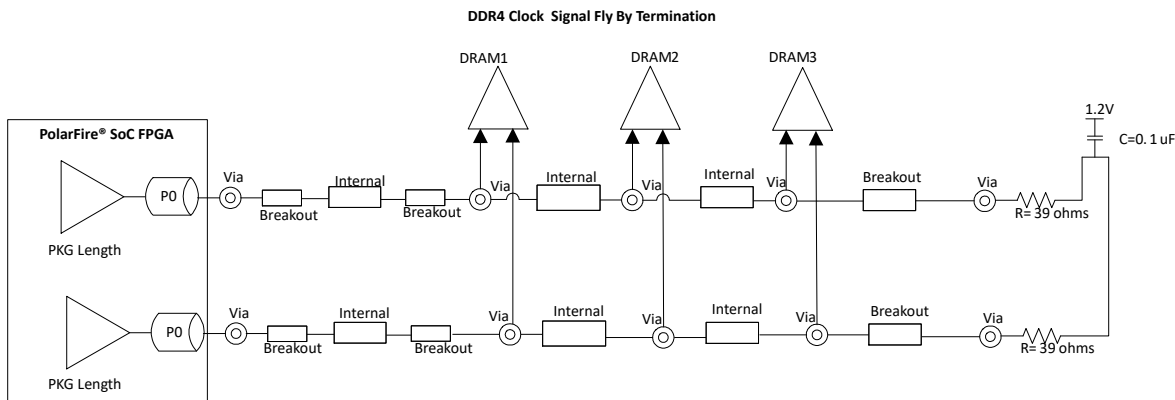 DDR4 Clock Signal Fly By Termination
DRAM1
DRAM2
DRAM3
1.2V
C=0.1 uF
PolarFire® SoC FPGA
P0
Via
Breakout
Internal
Breakout
Via
Internal
Via
Internal
Via
Breakout
Via
R= 39 ohms
PKG Length
P0
Via
Breakout
Internal
Breakout
Via
Internal
Via
Internal
Via
Breakout
Via
R= 39 ohms
PKG Length